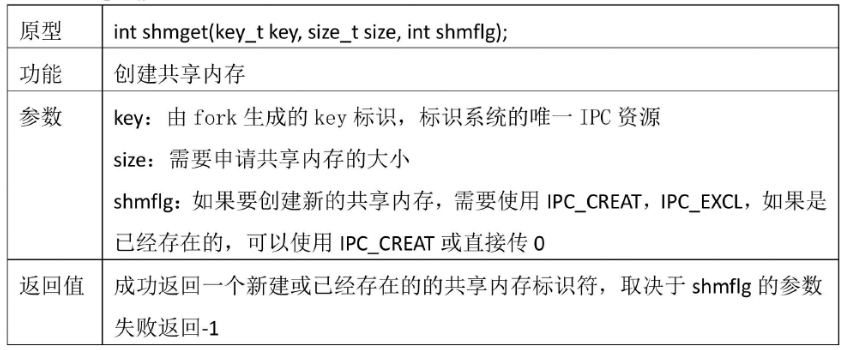 原型 int shmget(key_t key, size_t size, int shmflg);
功能 创建共享内存
参数 key：由 fork 生成的 key 标识，标识系统的唯一 IPC 资源
size：需要申请共享内存的大小
shmflg：如果要创建新的共享内存，需要使用 IPC_CREAT，IPC_EXCL，如果是
已经存在的，可以使用 IPC_CREAT 或直接传 0
返回值 成功返回一个新建或已经存在的的共享内存标识符，取决于 shmflg 的参数
失败返回-1